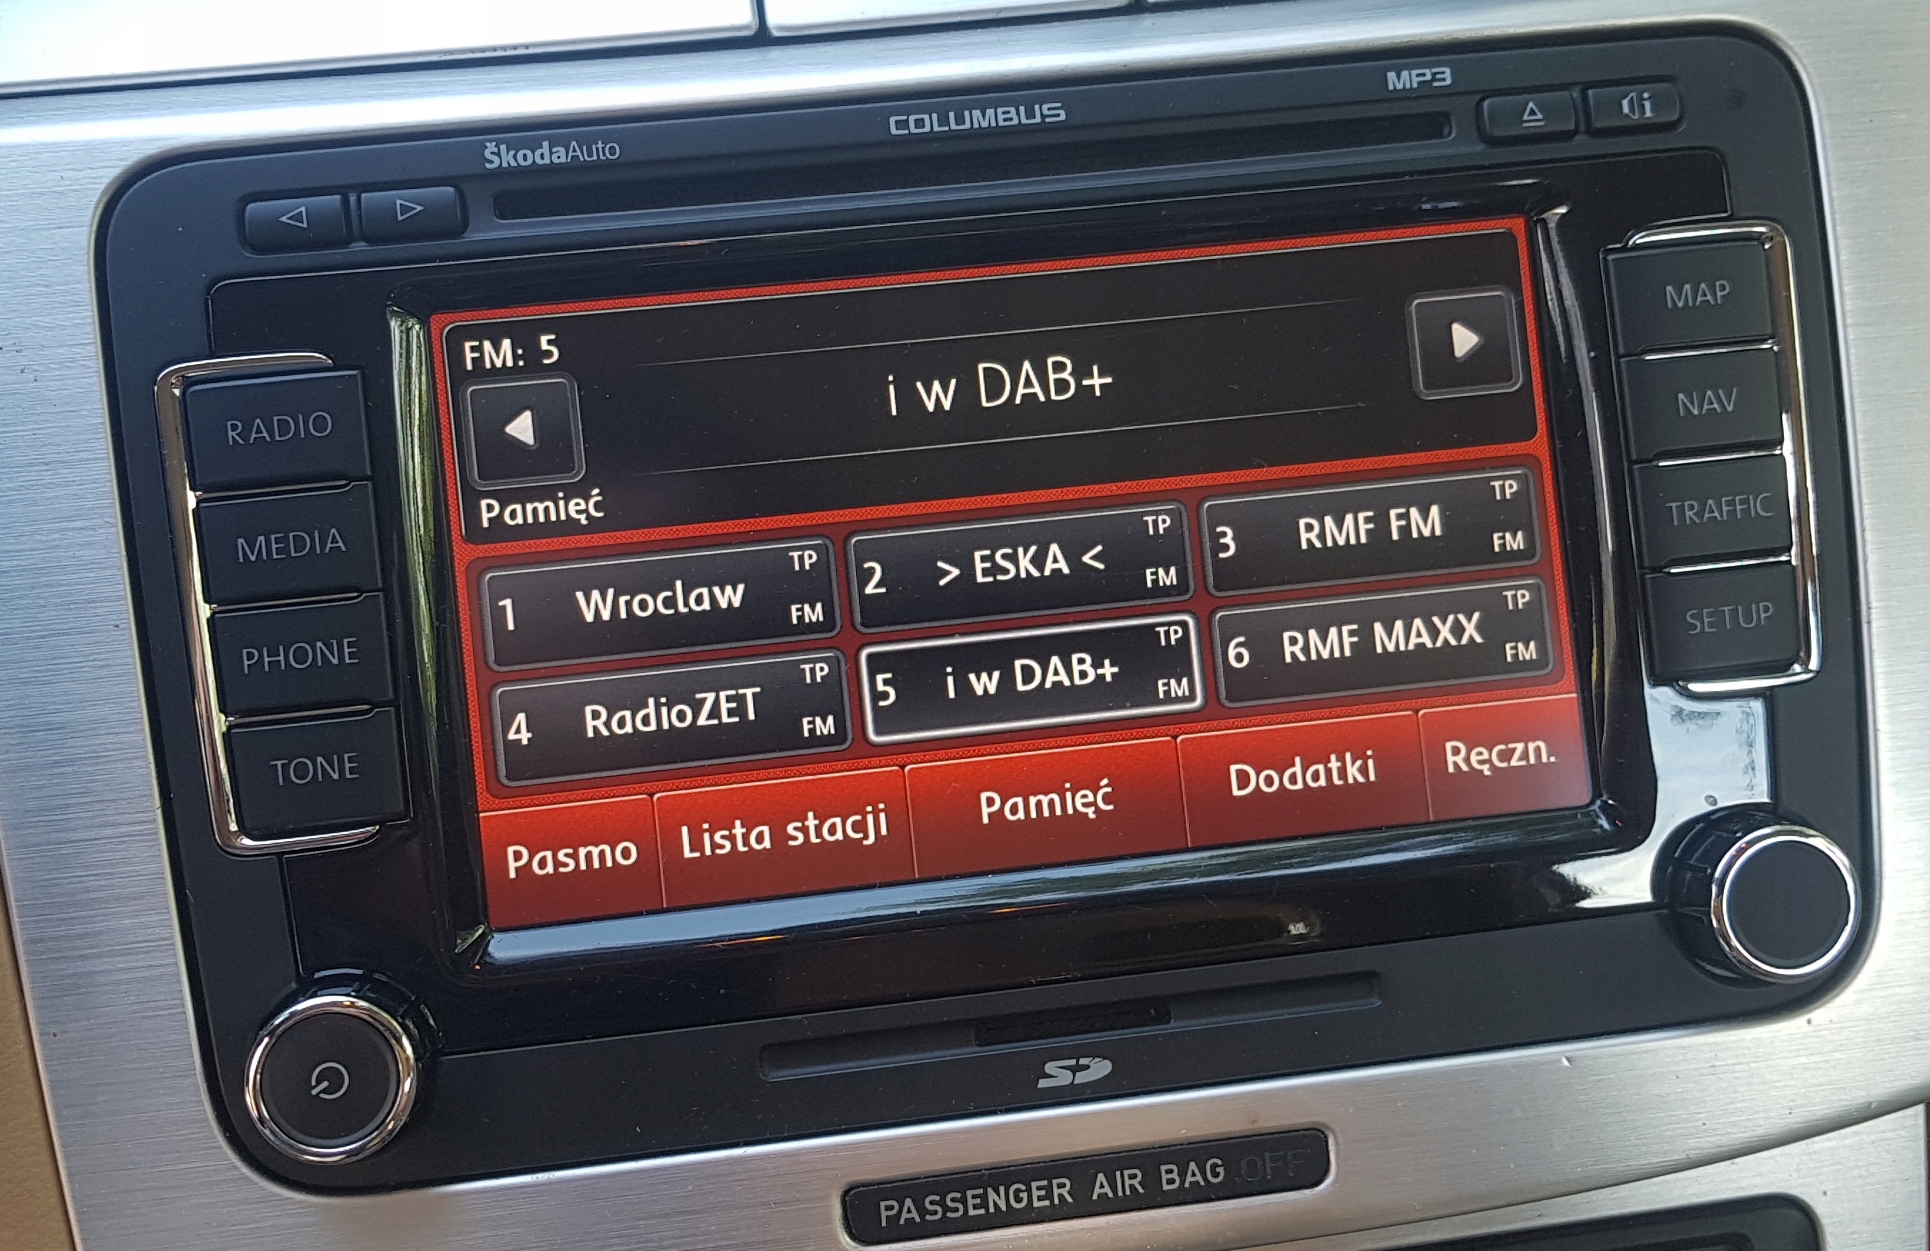 MP3
COLUMBUS
ŠkodaAuto
FM: 5
i w DAB+
Pamięć
1 Wroclaw TP FM
2 > ESKA < TP FM
3 RMF FM TP FM
4 RadioZET TP FM
5 i w DAB+ TP FM
6 RMF MAXX TP FM
Pasmo
Lista stacji
Pamięć
Dodatki
Ręczn.
RADIO
MEDIA
PHONE
TONE
MAP
NAV
TRAFFIC
SETUP
SD
PASSENGER AIR BAG OFF